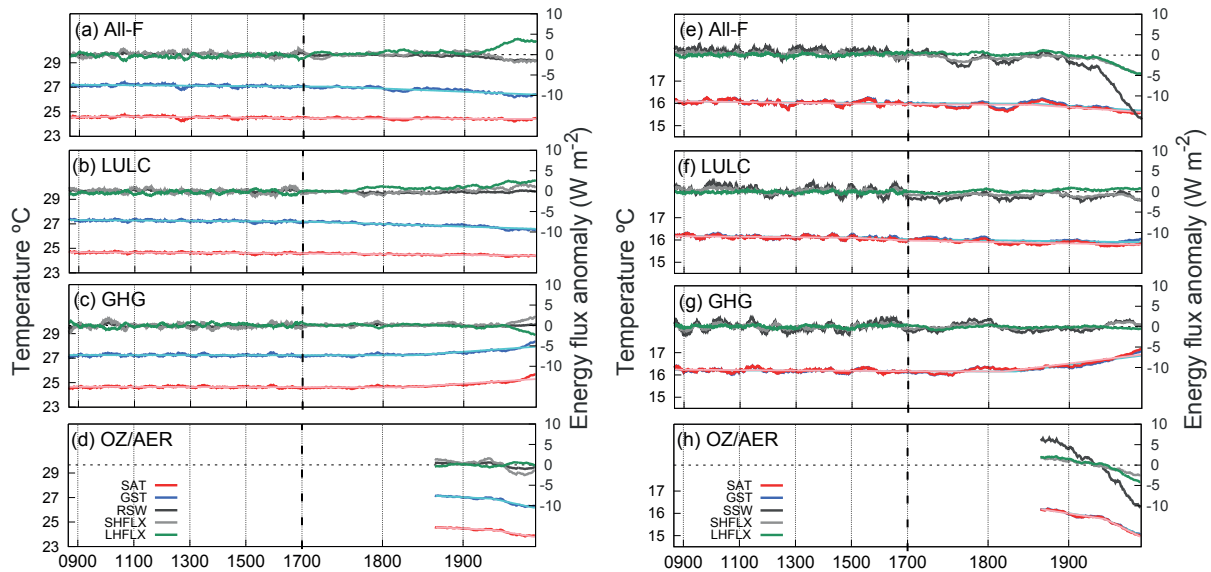 (a) All-F
29
27
25
23
10
5
0
-5
-10
(b) LULC
29
27
25
23
10
5
0
-5
-10
(c) GHG
29
27
25
23
10
5
0
-5
-10
(d) OZ/AER
29
27
25
23
10
5
0
-5
-10
SAT
GST
RSW
SHFLX
LHFLX
0900 1100 1300 1500 1700 1800 1900
Temperature ºC
Energy flux anomaly (W m-2)
(e) All-F
17
16
15
10
5
0
-5
-10
(f) LULC
17
16
15
10
5
0
-5
-10
(g) GHG
17
16
15
10
5
0
-5
-10
(h) OZ/AER
17
16
15
10
5
0
-5
-10
SAT
GST
SSW
SHFLX
LHFLX
0900 1100 1300 1500 1700 1800 1900
Temperature ºC
Energy flux anomaly (W m-2)